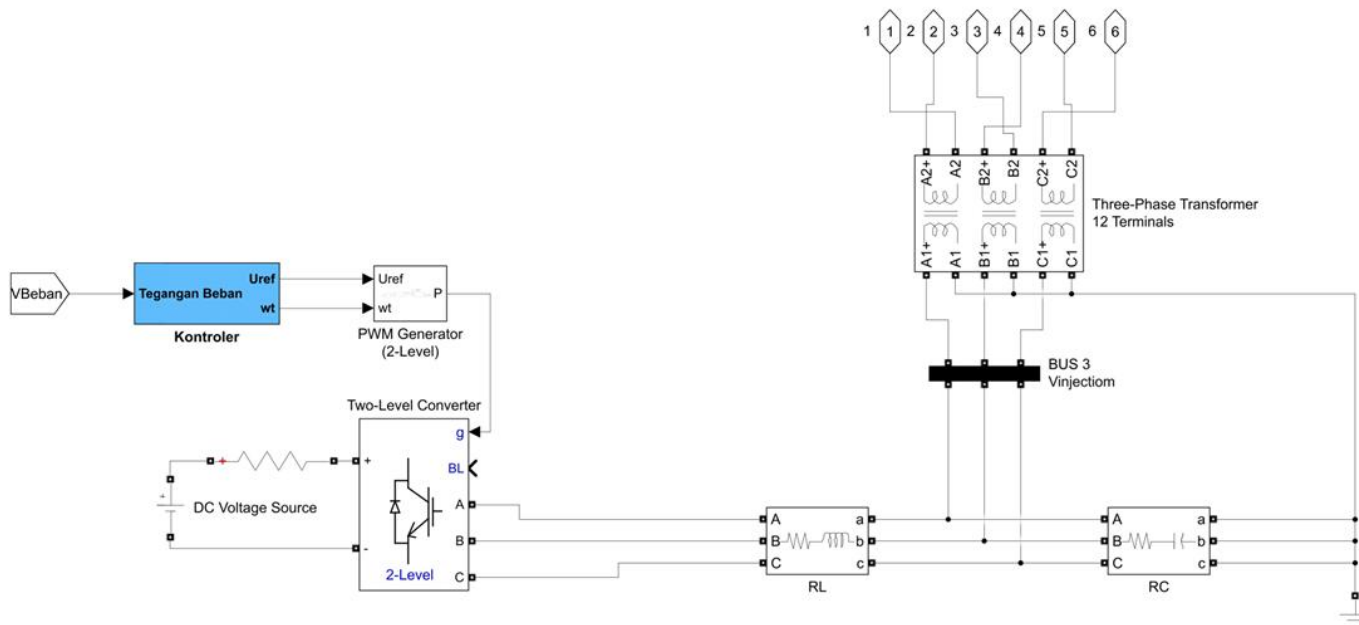 1 1 2 2 3 3 4 4 5 5 6 6
A2+ A2 B2+ B2 C2+ C2
A1+ A1 B1+ B1 C1+ C1
Three-Phase Transformer
12 Terminals
VBeban
Tegangan Beban
Uref
wt
Kontroler
Uref
wt
P
PWM Generator
(2-Level)
BUS 3
Vinjectiom
Two-Level Converter
g
BL
+
A
B
-
C
2-Level
+
+
DC Voltage Source
A a
B b
C c
RL
A a
B b
C c
RC